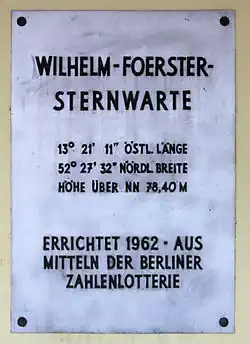 WILHELM-FOERSTER-
STERNWARTE
13° 21' 11" ÖSTL. LÄNGE
52° 27' 32" NÖRDL. BREITE
HÖHE ÜBER NN 78,40 M
ERRICHTET 1962 · AUS
MITTELN DER BERLINER
ZAHLENLOTTERIE